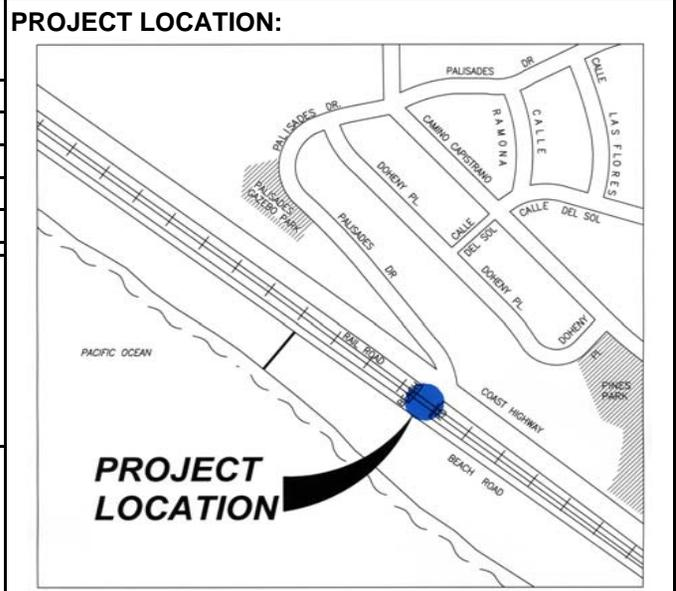 PROJECT LOCATION:
PALISADES DR
CALLE
LAS FLORES
PALISADES DR.
CAMINO CAPISTRANO
RAMONA
CALLE
DOHENY PL.
PALISADES
GAZEBO PARK
PALISADES DR
CALLE
DEL SOL
CALLE DEL SOL
DOHENY PL.
DOHENY
PL.
PINES
PARK
PACIFIC OCEAN
RAIL ROAD
COAST HIGHWAY
BEACH ROAD
PROJECT
LOCATION